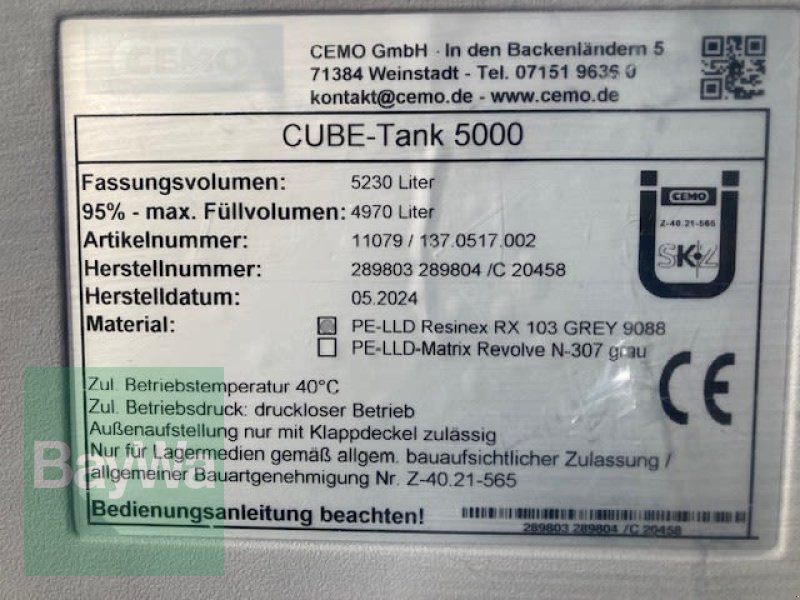 CEMO
CEMO GmbH · In den Backenländern 5
71384 Weinstadt - Tel. 07151 9636 0
kontakt@cemo.de - www.cemo.de
CUBE-Tank 5000
Fassungsvolumen: 5230 Liter
95% - max. Füllvolumen: 4970 Liter
Artikelnummer: 11079 / 137.0517.002
Herstellnummer: 289803 289804 /C 20458
Herstelldatum: 05.2024
Material: PE-LLD Resinex RX 103 GREY 9088
PE-LLD-Matrix Revolve N-307 grau
CEMO
Z-40.21-565
SKZ
CE
Zul. Betriebstemperatur 40°C
Zul. Betriebsdruck: druckloser Betrieb
Außenaufstellung nur mit Klappdeckel zulässig
Nur für Lagermedien gemäß allgem. bauaufsichtlicher Zulassung /
allgemeiner Bauartgenehmigung Nr. Z-40.21-565
Bedienungsanleitung beachten!
289803 289804 /C 20458
BayWa